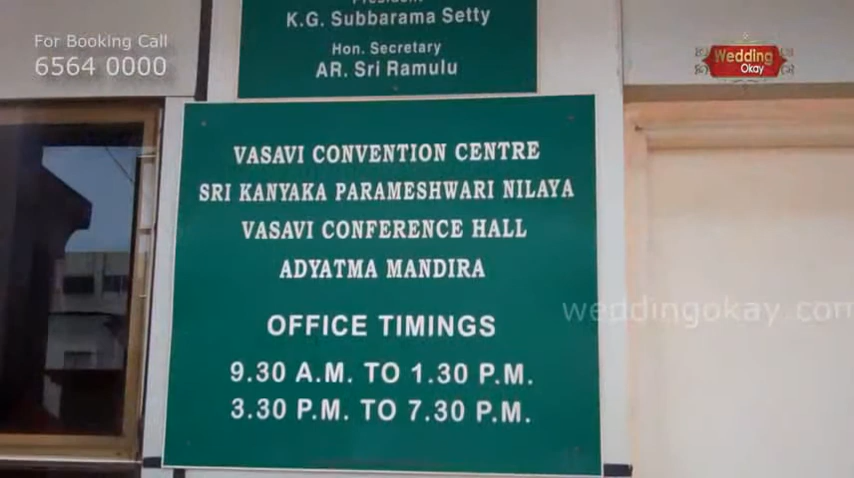 President
K.G. SUBBARAMA SETTY
HON. SECRETARY
AR. SRI RAMULU
For Booking Call
6564 0000
Wedding
Okay
VASAVI CONVENTION CENTRE
SRI KANYAKA PARAMESHWARI NILAYA
VASAVI CONFERENCE HALL
ADYATMA MANDIRA
OFFICE TIMINGS
9.30 A.M. TO 1.30 P.M.
3.30 P.M. TO 7.30 P.M.
weddingokay.com